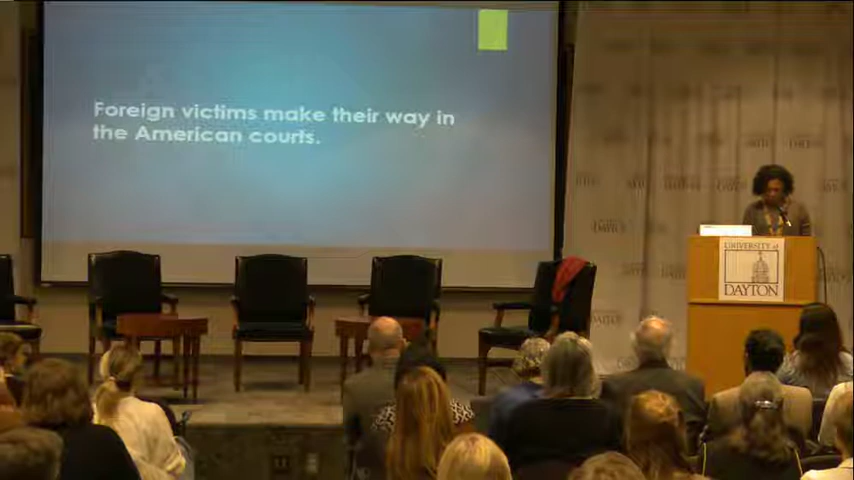 Foreign victims make their way in
the American courts.
UNIVERSITY of
DAYTON